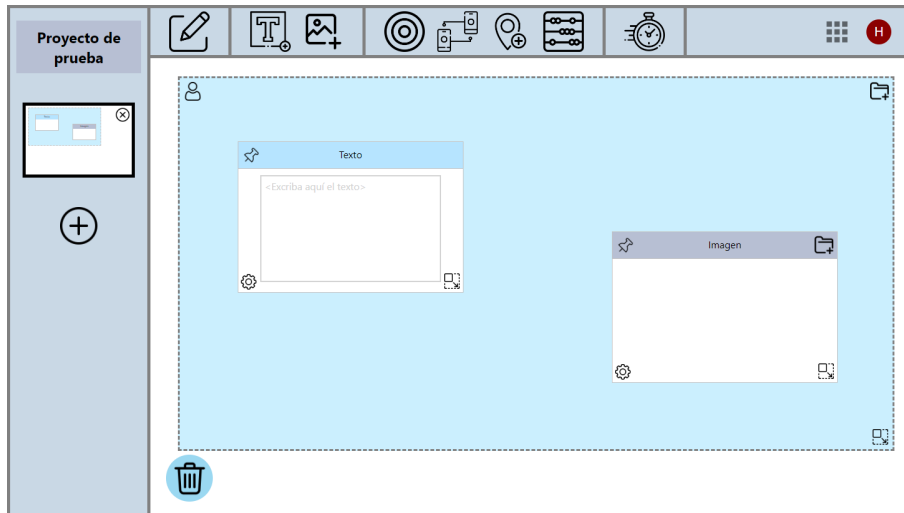 Proyecto de
prueba
T
H
Texto
<Escriba aquí el texto>
Imagen